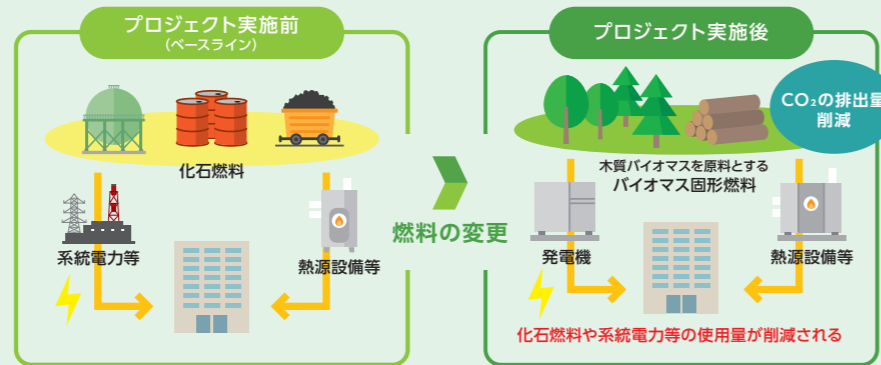 プロジェクト実施前
(ベースライン)
化石燃料
系統電力等
熱源設備等
燃料の変更
プロジェクト実施後
CO₂の排出量
削減
木質バイオマスを原料とする
バイオマス固形燃料
発電機
熱源設備等
化石燃料や系統電力等の使用量が削減される